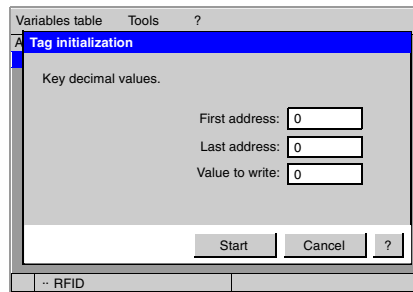 Variables table Tools ?
A
Tag initialization
Key decimal values.
First address: 0
Last address: 0
Value to write: 0
Start Cancel ?
·· RFID